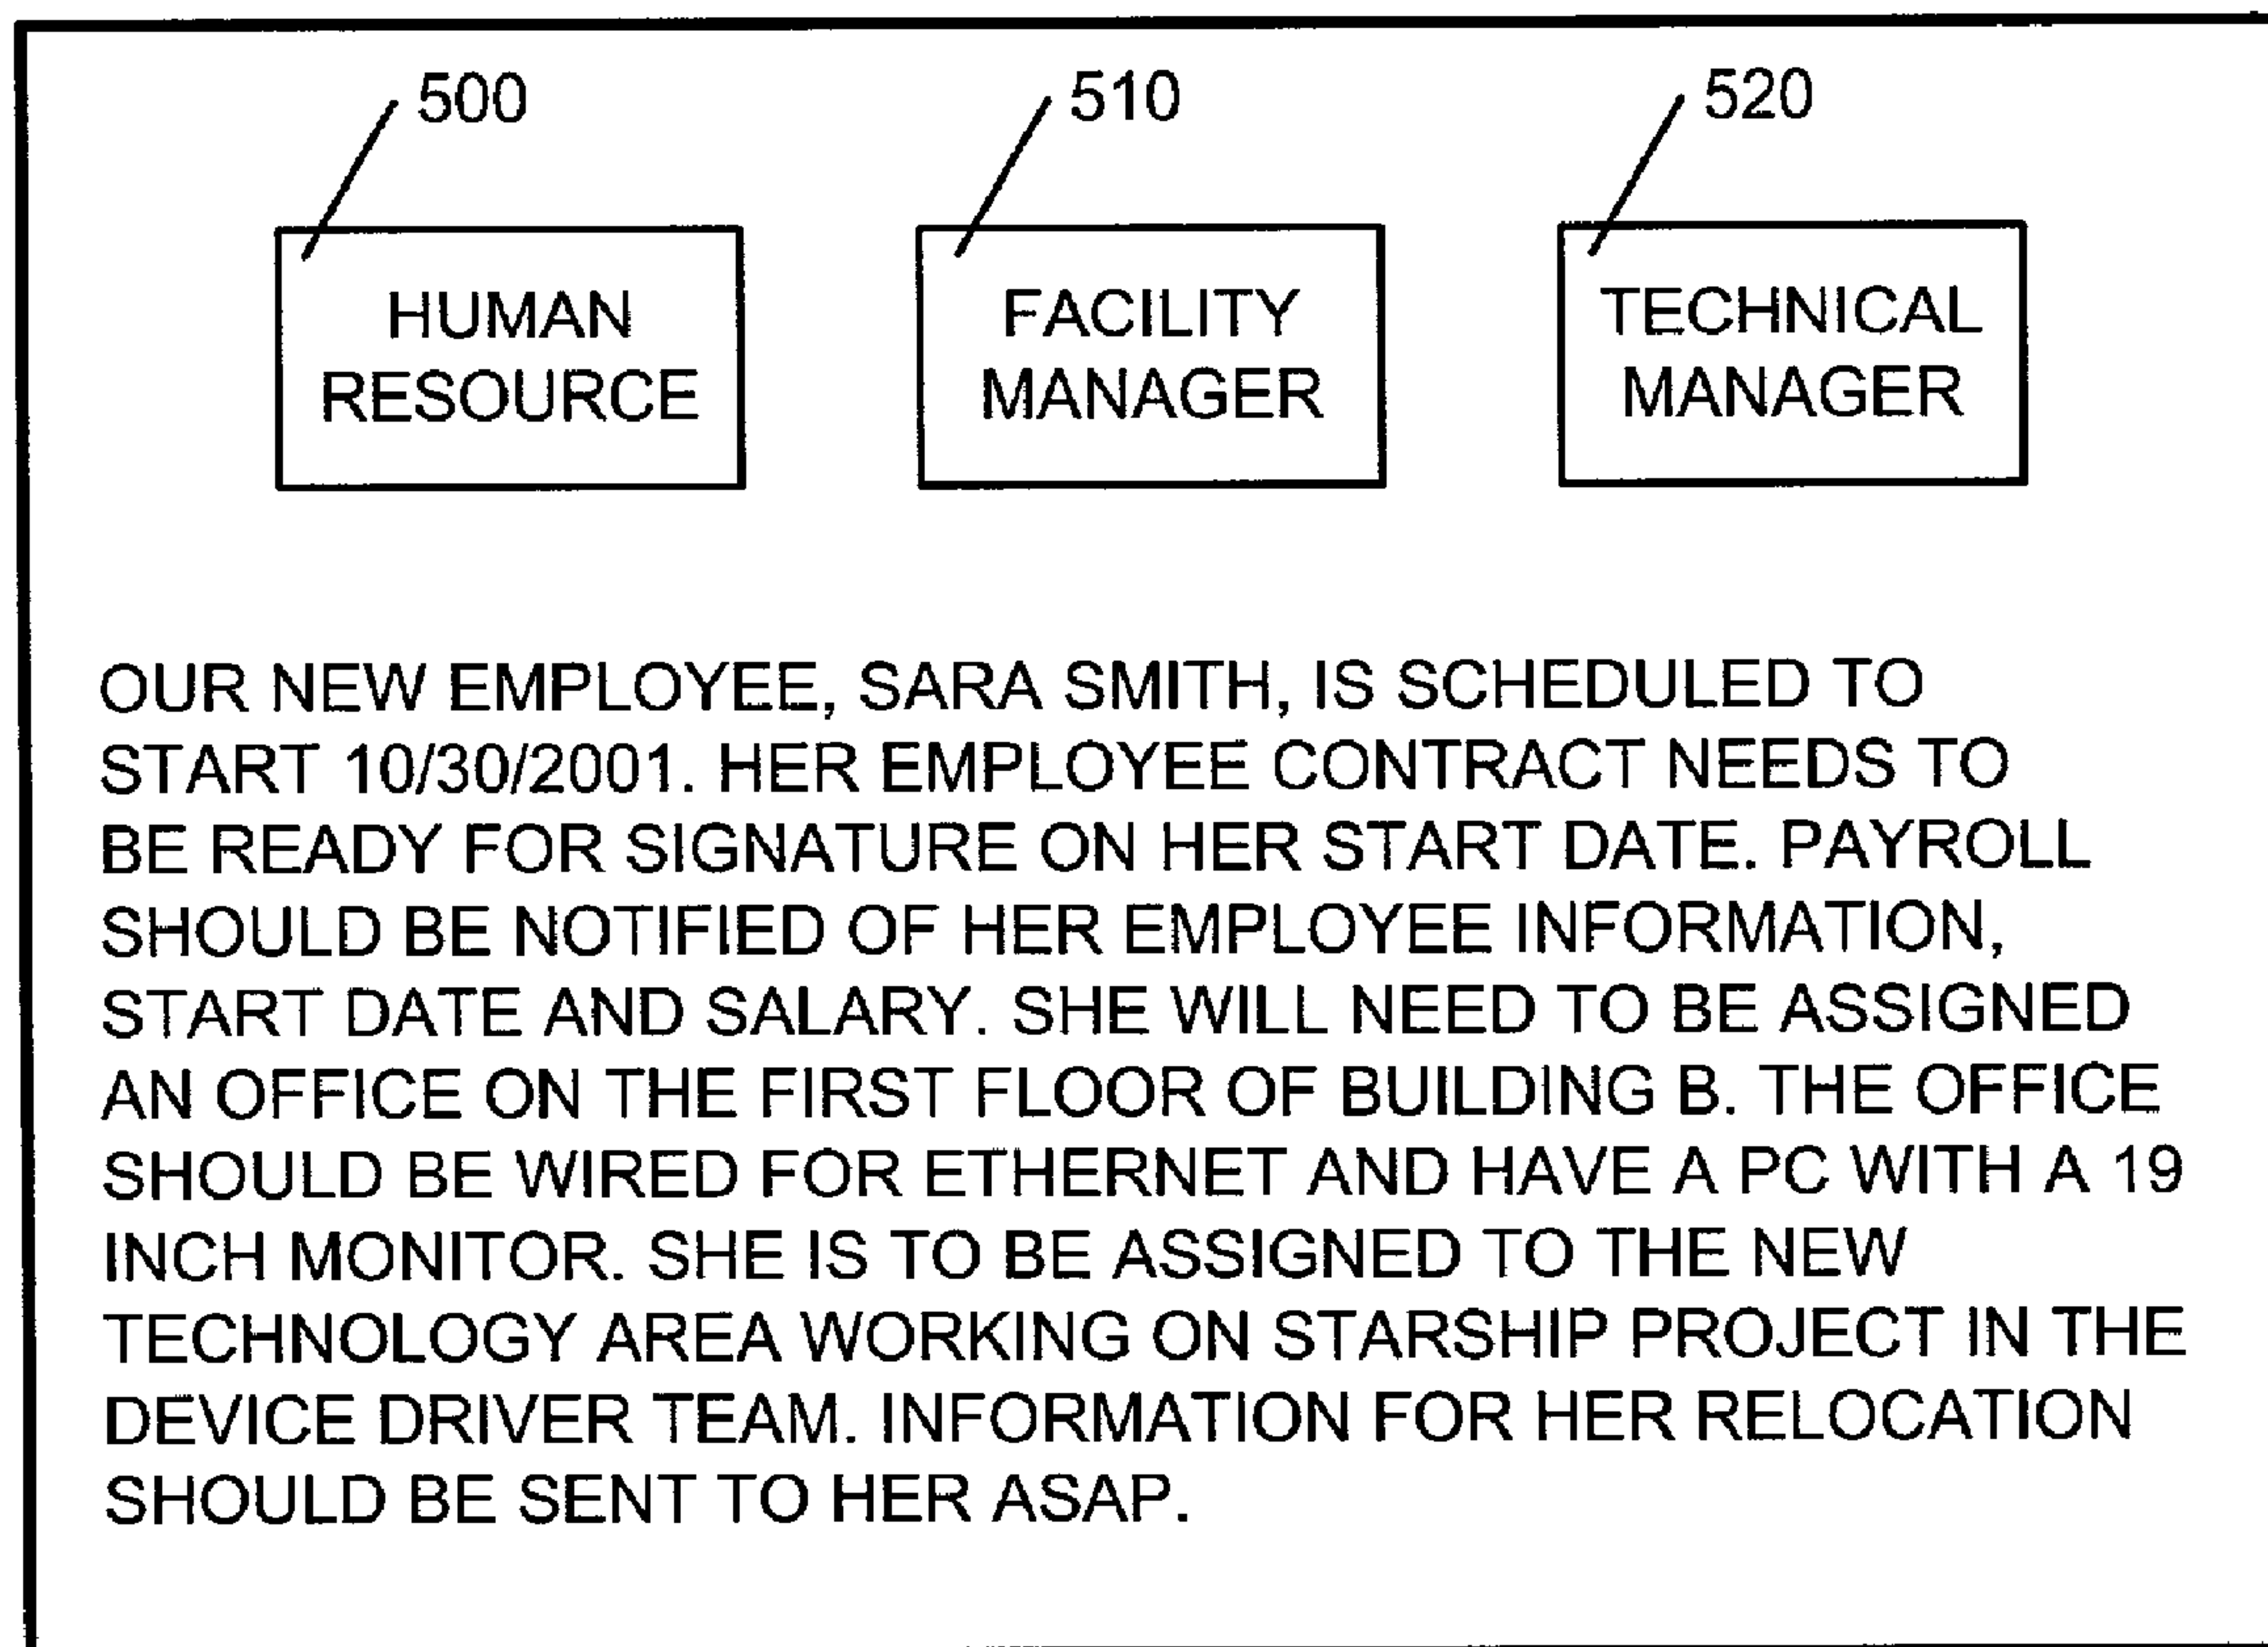 500 510 520
HUMAN RESOURCE
FACILITY MANAGER
TECHNICAL MANAGER
OUR NEW EMPLOYEE, SARA SMITH, IS SCHEDULED TO
START 10/30/2001. HER EMPLOYEE CONTRACT NEEDS TO
BE READY FOR SIGNATURE ON HER START DATE. PAYROLL
SHOULD BE NOTIFIED OF HER EMPLOYEE INFORMATION,
START DATE AND SALARY. SHE WILL NEED TO BE ASSIGNED
AN OFFICE ON THE FIRST FLOOR OF BUILDING B. THE OFFICE
SHOULD BE WIRED FOR ETHERNET AND HAVE A PC WITH A 19
INCH MONITOR. SHE IS TO BE ASSIGNED TO THE NEW
TECHNOLOGY AREA WORKING ON STARSHIP PROJECT IN THE
DEVICE DRIVER TEAM. INFORMATION FOR HER RELOCATION
SHOULD BE SENT TO HER ASAP.